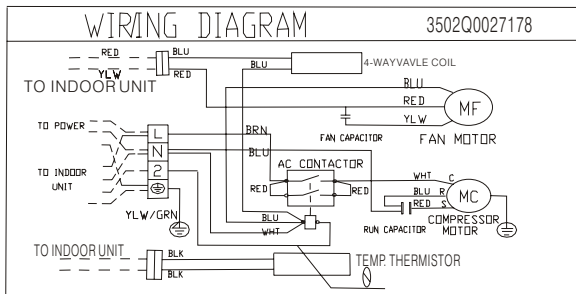 WIRING DIAGRAM
3502Q0027178
RED
BLU
YLW
RED
BLU
4-WAYVAVLE COIL
TO INDOOR UNIT
BLU
RED
YLW
MF
FAN CAPACITOR
FAN MOTOR
TO POWER
L
N
2
TO INDOOR
UNIT
BRN
BLU
AC CONTACTOR
RED
RED
WHT
C
BLU
R
RED
S
MC
RUN CAPACITOR
COMPRESSOR
MOTOR
YLW/GRN
BLU
WHT
TO INDOOR UNIT
BLK
BLK
TEMP. THERMISTOR
θ